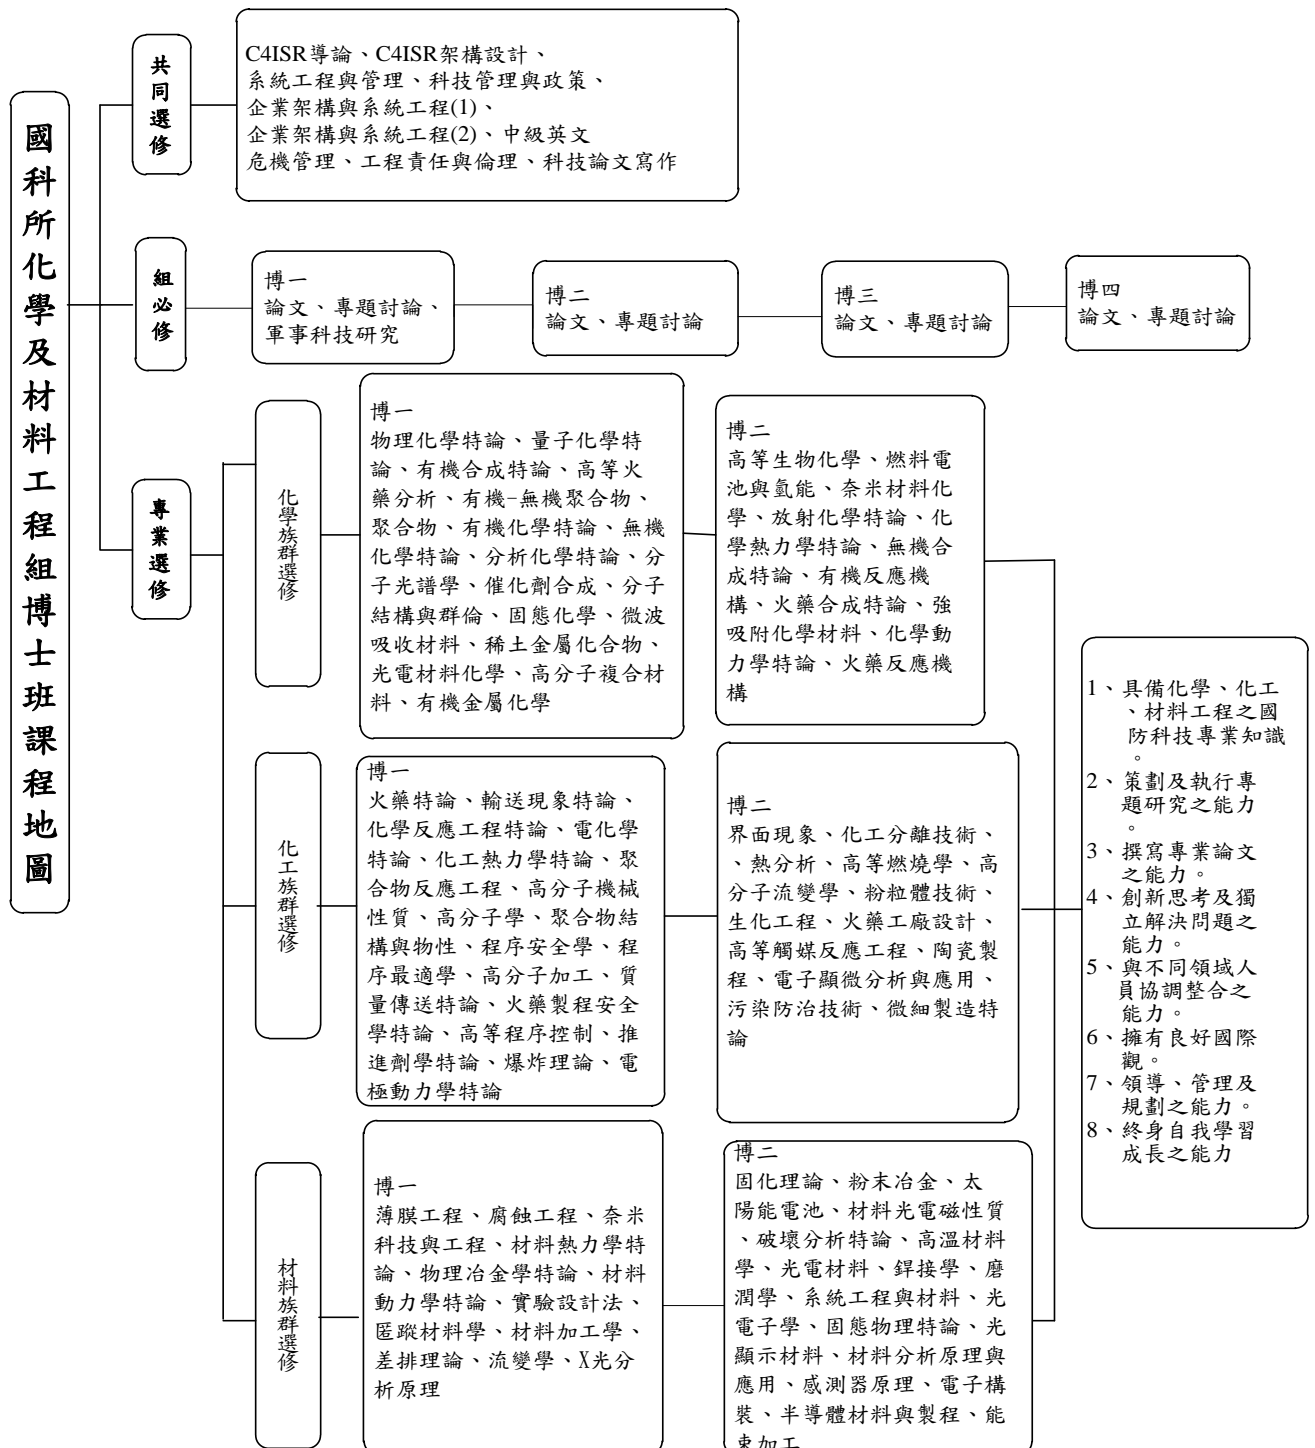 國科所化學及材料工程組博士班課程地圖
共同選修
C4ISR導論、C4ISR架構設計、
系統工程與管理、科技管理與政策、
企業架構與系統工程(1)、
企業架構與系統工程(2)、中級英文
危機管理、工程責任與倫理、科技論文寫作
組必修
博一
論文、專題討論、
軍事科技研究
博二
論文、專題討論
博三
論文、專題討論
博四
論文、專題討論
專業選修
化學族群選修
博一
物理化學特論、量子化學特
論、有機合成特論、高等火
藥分析、有機-無機聚合物、
聚合物、有機化學特論、無機
化學特論、分析化學特論、分
子光譜學、催化劑合成、分子
結構與群倫、固態化學、微波
吸收材料、稀土金屬化合物、
光電材料化學、高分子複合材
料、有機金屬化學
博二
高等生物化學、燃料電
池與氫能、奈米材料化
學、放射化學特論、化
學熱力學特論、無機合
成特論、有機反應機
構、火藥合成特論、強
吸附化學材料、化學動
力學特論、火藥反應機
構
化工族群選修
博一
火藥特論、輸送現象特論、
化學反應工程特論、電化學
特論、化工熱力學特論、聚
合物反應工程、高分子機械
性質、高分子學、聚合物結
構與物性、程序安全學、程
序最適學、高分子加工、質
量傳送特論、火藥製程安全
學特論、高等程序控制、推
進劑學特論、爆炸理論、電
極動力學特論
博二
界面現象、化工分離技術、
、熱分析、高等燃燒學、高
分子流變學、粉粒體技術、
生化工程、火藥工廠設計、
高等觸媒反應工程、陶瓷製
程、電子顯微分析與應用、
污染防治技術、微細製造特
論
材料族群選修
博一
薄膜工程、腐蝕工程、奈米
科技與工程、材料熱力學特
論、物理冶金學特論、材料
動力學特論、實驗設計法、
匿蹤材料學、材料加工學、
差排理論、流變學、X光分
析原理
博二
固化理論、粉末冶金、太
陽能電池、材料光電磁性質
、破壞分析特論、高溫材料
學、光電材料、銲接學、磨
潤學、系統工程與材料、光
電子學、固態物理特論、光
顯示材料、材料分析原理與
應用、感測器原理、電子構
裝、半導體材料與製程、能
束加工
1、具備化學、化工
、材料工程之國
防科技專業知識
。
2、策劃及執行專
題研究之能力
。
3、撰寫專業論文
之能力。
4、創新思考及獨
立解決問題之
能力。
5、與不同領域人
員協調整合之
能力。
6、擁有良好國際
觀。
7、領導、管理及
規劃之能力。
8、終身自我學習
成長之能力